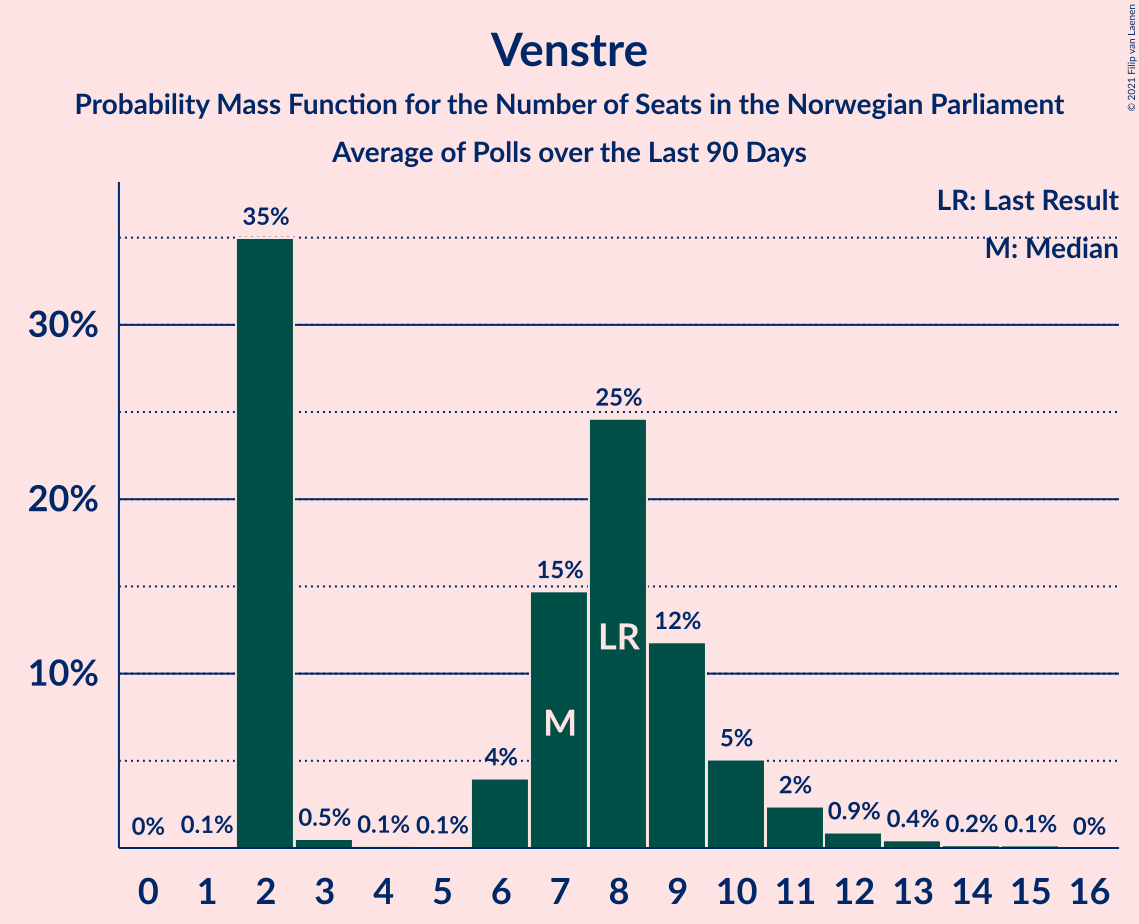 Venstre
Probability Mass Function for the Number of Seats in the Norwegian Parliament
Average of Polls over the Last 90 Days
© 2021 Filip van Laenen
LR: Last Result
M: Median
35%
30%
25%
20%
15%
LR
12%
10%
M
5%
4%
2%
0% 0.1% 0.5% 0.1% 0.1% 0.9% 0.4% 0.2% 0.1% 0%
0 1 2 3 4 5 6 7 8 9 10 11 12 13 14 15 16